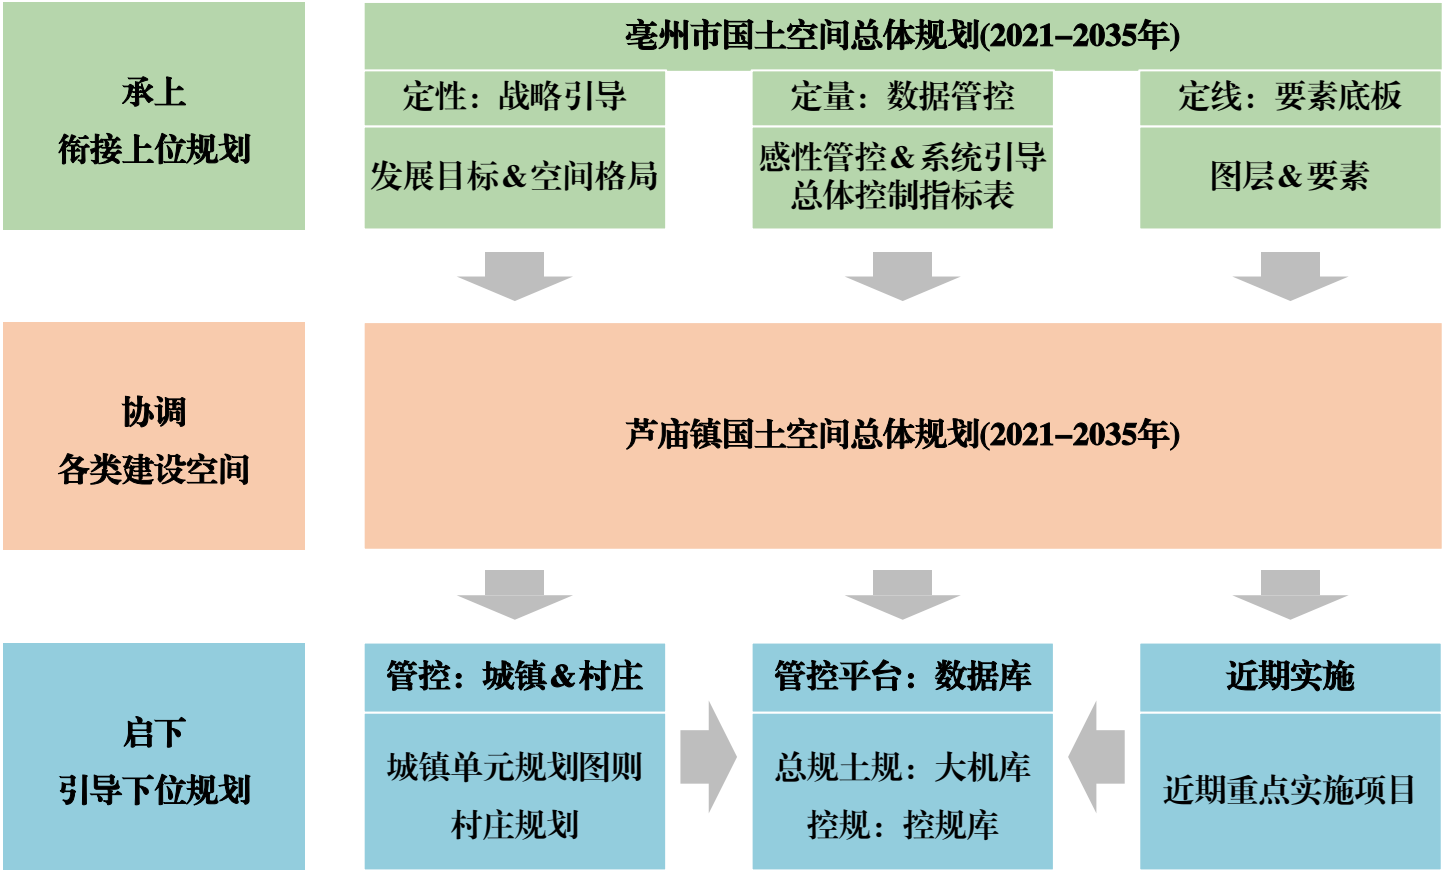 承上
衔接上位规划
亳州市国土空间总体规划(2021-2035年)
定性：战略引导
定量：数据管控
定线：要素底板
发展目标&空间格局
感性管控&系统引导
总体控制指标表
图层&要素
协调
各类建设空间
芦庙镇国土空间总体规划(2021-2035年)
启下
引导下位规划
管控：城镇&村庄
管控平台：数据库
近期实施
城镇单元规划图则
村庄规划
总规土规：大机库
控规：控规库
近期重点实施项目